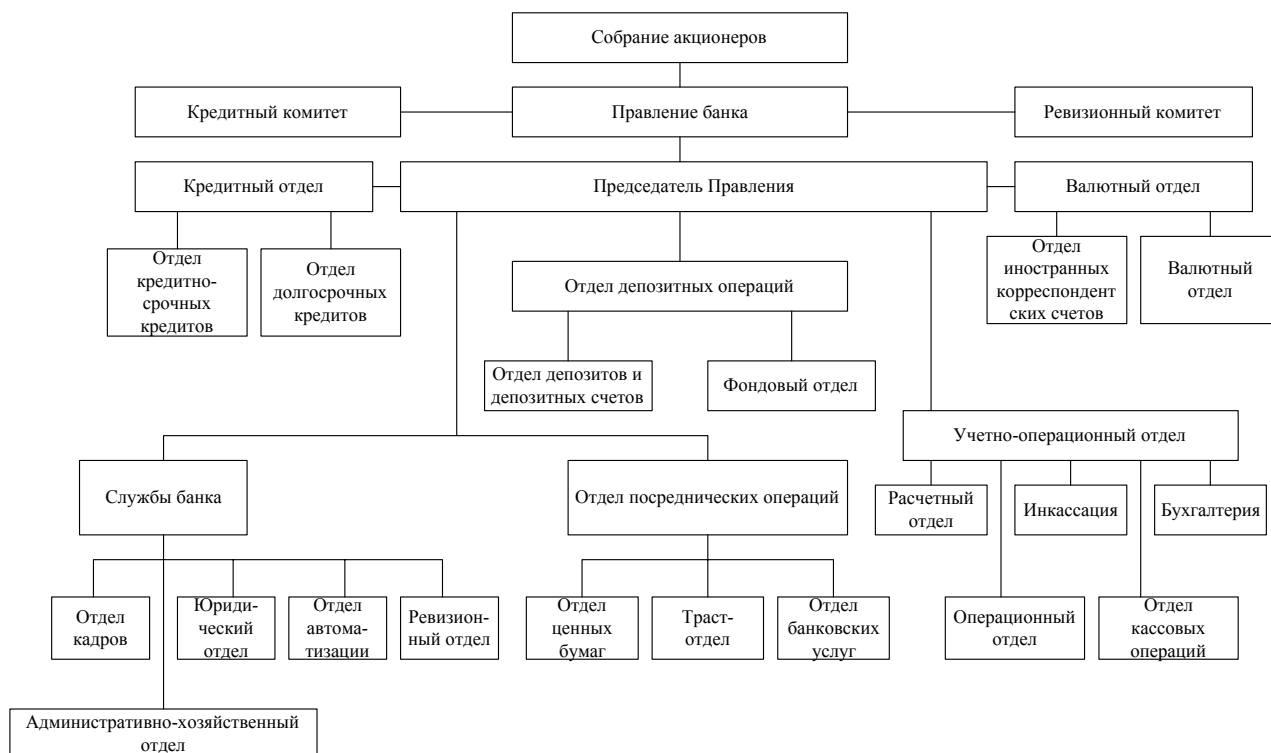 Собрание акционеров
Кредитный комитет
Правление банка
Ревизионный комитет
Кредитный отдел
Председатель Правления
Валютный отдел
Отдел
кредитно-
срочных
кредитов
Отдел
долгосрочных
кредитов
Отдел депозитных операций
Отдел
иностранных
корреспондент
ских счетов
Валютный
отдел
Отдел депозитов и
депозитных счетов
Фондовый отдел
Учетно-операционный отдел
Службы банка
Отдел посреднических операций
Расчетный
отдел
Инкассация
Бухгалтерия
Отдел
кадров
Юриди-
ческий
отдел
Отдел
автома-
тизации
Ревизион-
ный отдел
Отдел
ценных
бумаг
Траст-
отдел
Отдел
банковских
услуг
Операционный
отдел
Отдел
кассовых
операций
Административно-хозяйственный
отдел